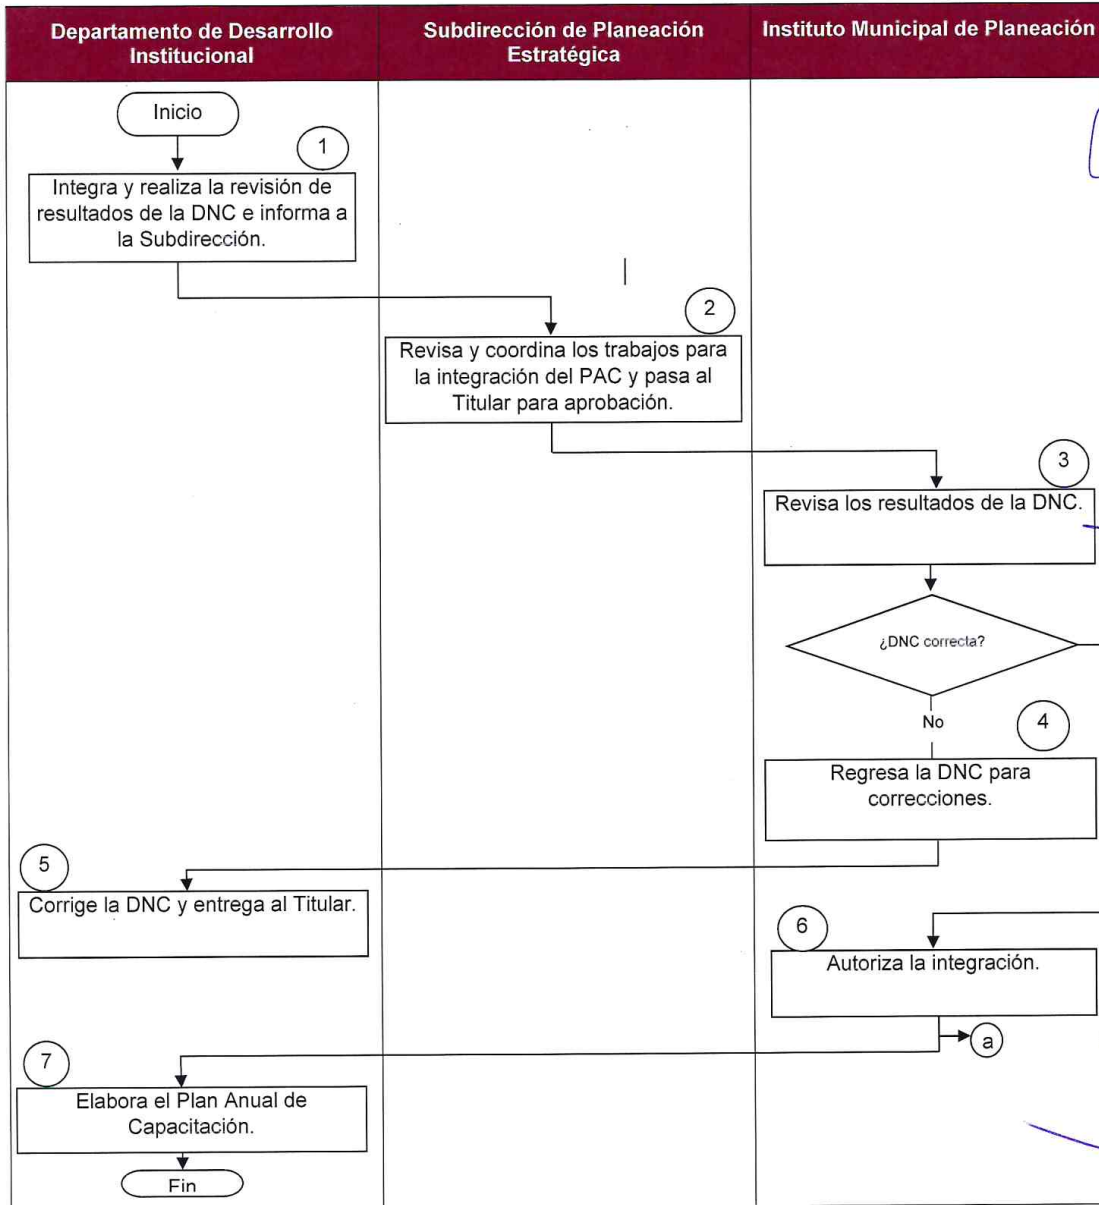 Departamento de Desarrollo
Institucional
Subdirección de Planeación
Estratégica
Instituto Municipal de Planeación
Inicio
1
Integra y realiza la revisión de
resultados de la DNC e informa a
la Subdirección.
2
Revisa y coordina los trabajos para
la integración del PAC y pasa al
Titular para aprobación.
3
Revisa los resultados de la DNC.
¿DNC correcta?
No
4
Regresa la DNC para
correcciones.
5
Corrige la DNC y entrega al Titular.
6
Autoriza la integración.
a
7
Elabora el Plan Anual de
Capacitación.
Fin